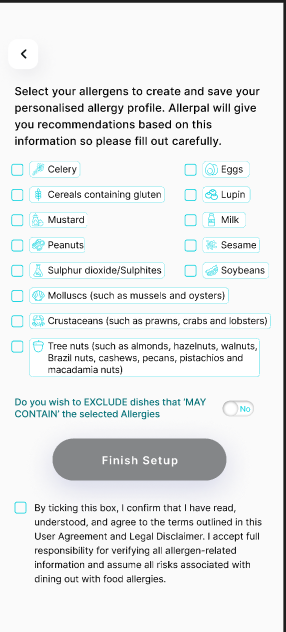 Select your allergens to create and save your
personalised allergy profile. Allerpal will give
you recommendations based on this
information so please fill out carefully.
Celery
Eggs
Cereals containing gluten
Lupin
Mustard
Milk
Peanuts
Sesame
Sulphur dioxide/Sulphites
Soybeans
Molluscs (such as mussels and oysters)
Crustaceans (such as prawns, crabs and lobsters)
Tree nuts (such as almonds, hazelnuts, walnuts,
Brazil nuts, cashews, pecans, pistachios and
macadamia nuts)
Do you wish to EXCLUDE dishes that 'MAY
CONTAIN' the selected Allergies
No
Finish Setup
By ticking this box, I confirm that I have read,
understood, and agree to the terms outlined in this
User Agreement and Legal Disclaimer. I accept full
responsibility for verifying all allergen-related
information and assume all risks associated with
dining out with food allergies.